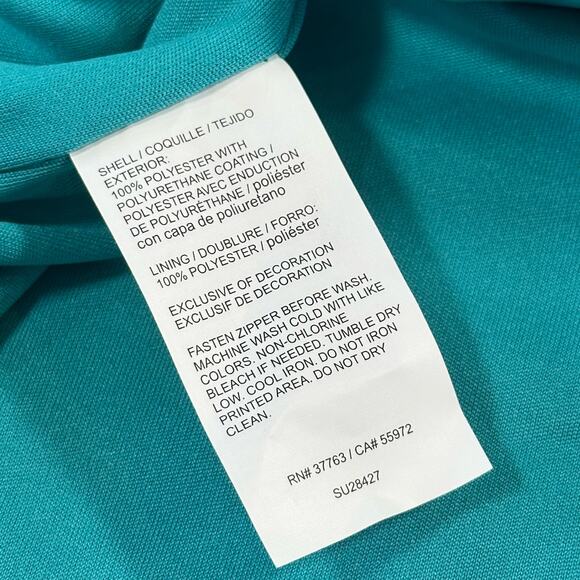 SHELL / COQUILLE / TEJIDO
EXTERIOR:
100% POLYESTER WITH
POLYURETHANE COATING /
POLYESTER AVEC ENDUCTION
DE POLYURÉTHANE / poliéster
con capa de poliuretano
LINING / DOUBLURE / FORRO:
100% POLYESTER / poliéster
EXCLUSIVE OF DECORATION
EXCLUSIF DE DECORATION
FASTEN ZIPPER BEFORE WASH.
MACHINE WASH COLD WITH LIKE
COLORS. NON-CHLORINE
BLEACH IF NEEDED. TUMBLE DRY
LOW. COOL IRON. DO NOT IRON
PRINTED AREA. DO NOT DRY
CLEAN.
RN# 37763 / CA# 55972
SU28427